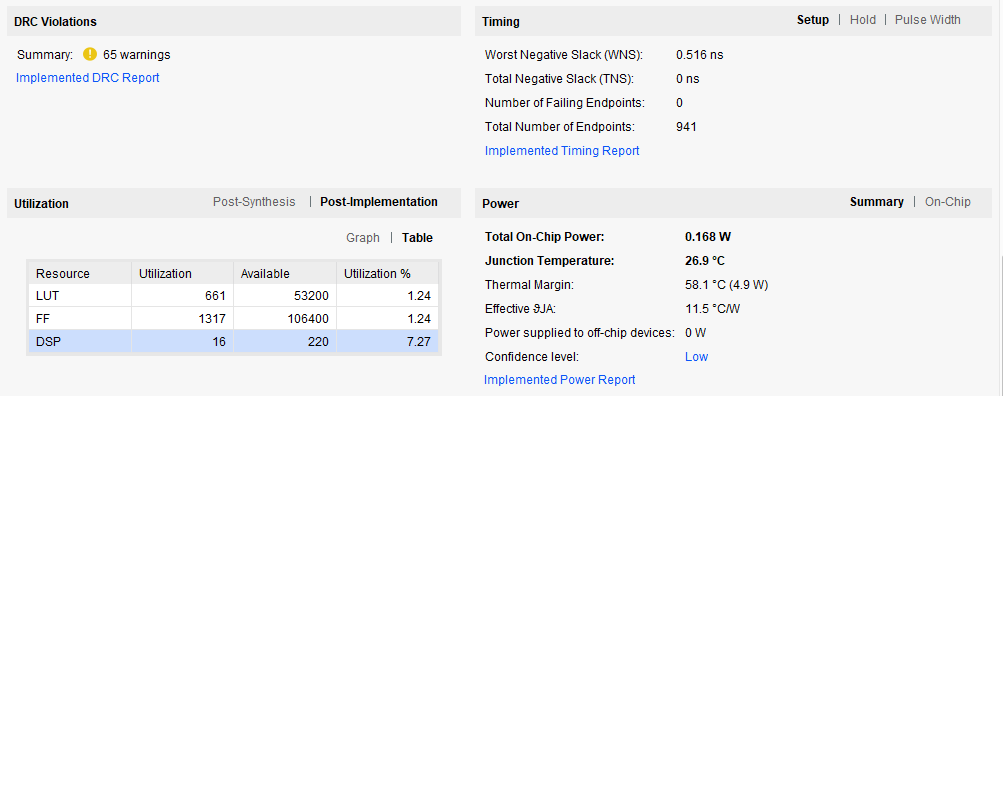 DRC Violations
Summary: 65 warnings
Implemented DRC Report
Timing Setup | Hold | Pulse Width
Worst Negative Slack (WNS): 0.516 ns
Total Negative Slack (TNS): 0 ns
Number of Failing Endpoints: 0
Total Number of Endpoints: 941
Implemented Timing Report
Utilization Post-Synthesis | Post-Implementation
Graph | Table
Resource Utilization Available Utilization %
LUT 661 53200 1.24
FF 1317 106400 1.24
DSP 16 220 7.27
Power Summary | On-Chip
Total On-Chip Power: 0.168 W
Junction Temperature: 26.9 °C
Thermal Margin: 58.1 °C (4.9 W)
Effective ϑJA: 11.5 °C/W
Power supplied to off-chip devices: 0 W
Confidence level: Low
Implemented Power Report